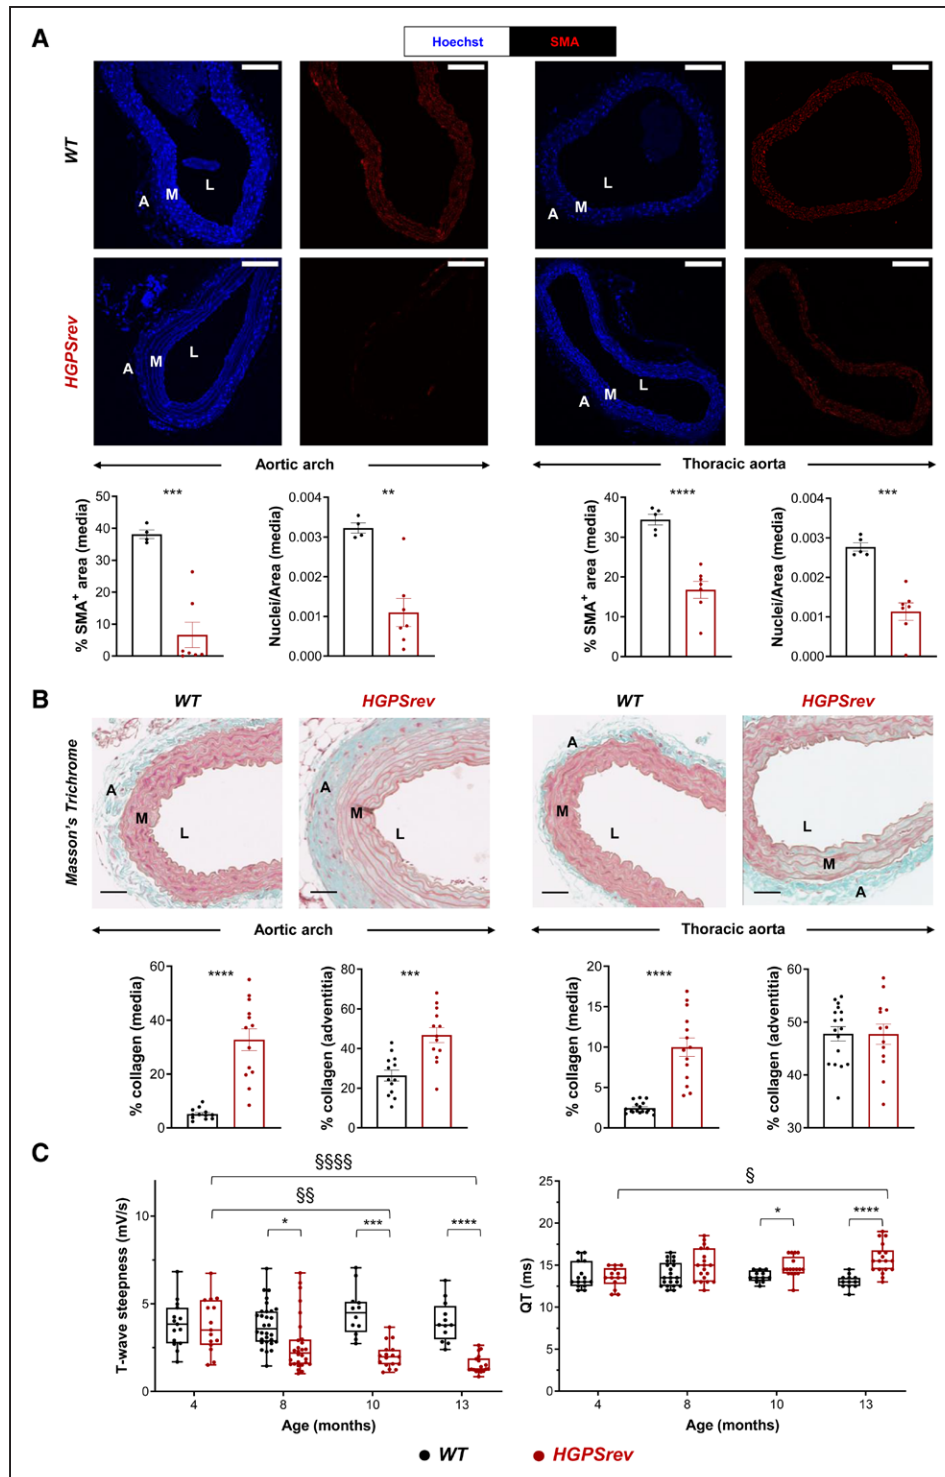 A
Hoechst SMA
WT
A M L
A M L
HGPSrev
A M L
A M L
Aortic arch
Thoracic aorta
***
**
****
***
% SMA+ area (media)
50
40
30
20
10
0
Nuclei/Area (media)
0.004
0.003
0.002
0.001
0.000
% SMA+ area (media)
40
30
20
10
0
Nuclei/Area (media)
0.004
0.003
0.002
0.001
0.000
B
WT
HGPSrev
WT
HGPSrev
Masson's Trichrome
A M L
A M L
A M L
L M A
Aortic arch
Thoracic aorta
****
***
****
% collagen (media)
60
40
20
0
% collagen (adventitia)
80
60
40
20
0
% collagen (media)
20
15
10
5
0
% collagen (adventitia)
60
50
40
30
C
§§§§
§§
* *** ****
T-wave steepness (mV/s)
10
5
0
4 8 10 13
Age (months)
§
* ****
QT (ms)
25
20
15
10
5
0
4 8 10 13
Age (months)
WT HGPSrev